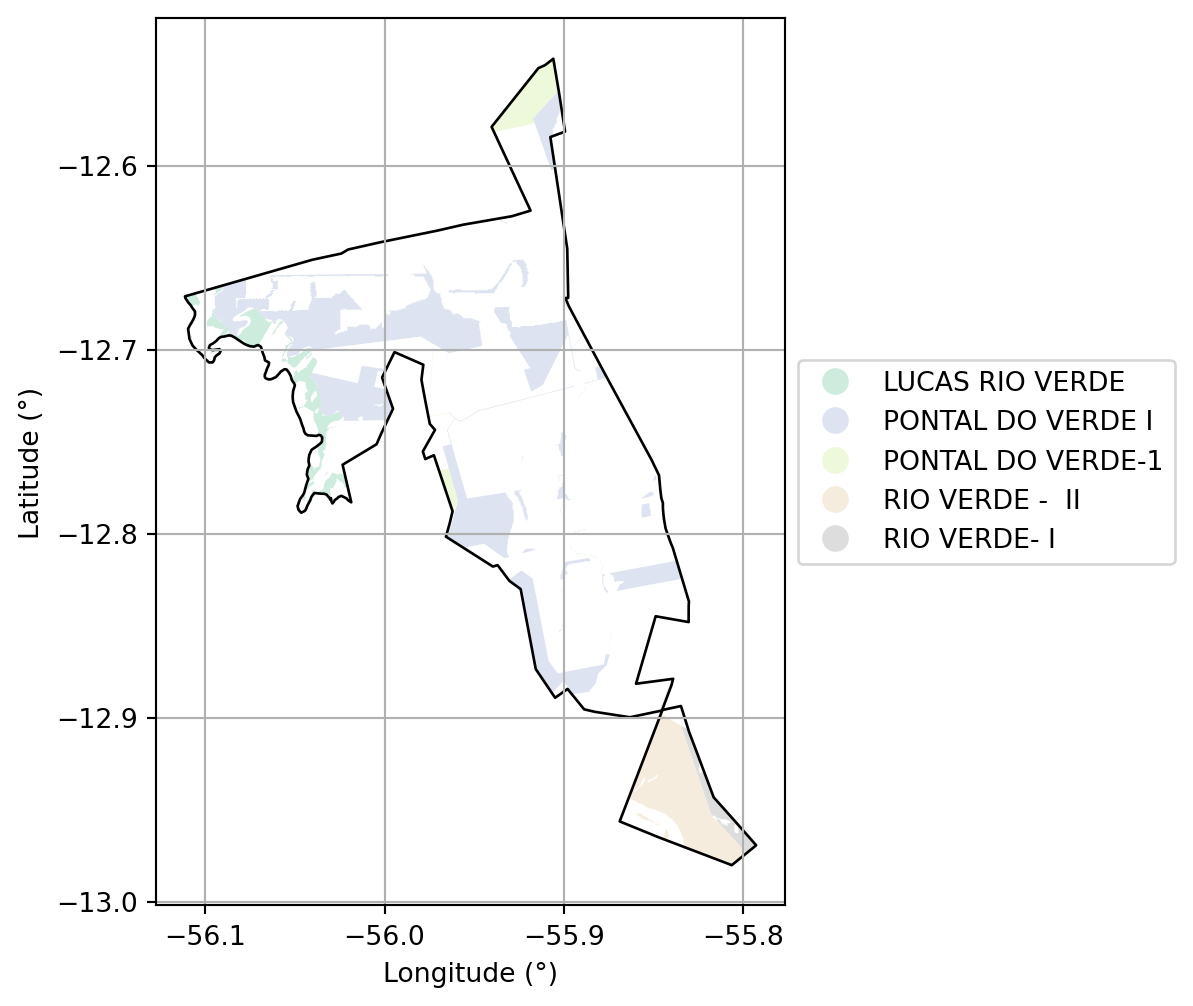 −12.6
−12.7
−12.8
−12.9
−13.0
Latitude (°)
−56.1
−56.0
−55.9
−55.8
Longitude (°)
LUCAS RIO VERDE
PONTAL DO VERDE I
PONTAL DO VERDE-1
RIO VERDE -  II
RIO VERDE- I